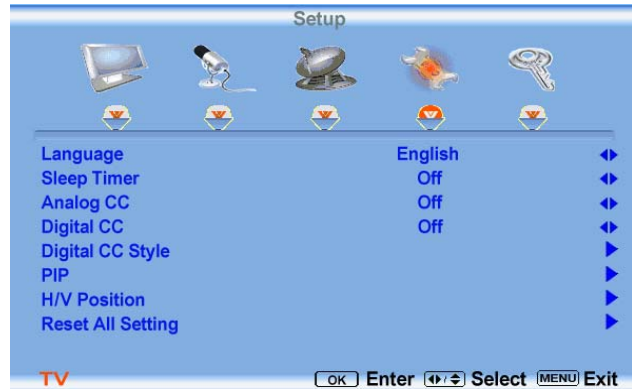 Setup
Language English
Sleep Timer Off
Analog CC Off
Digital CC Off
Digital CC Style
PIP
H/V Position
Reset All Setting
TV OK Enter Select MENU Exit